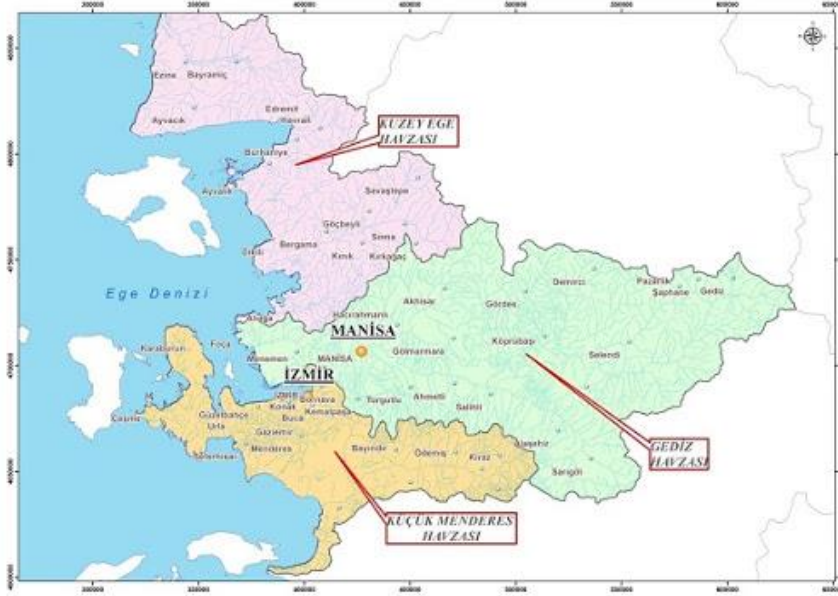 Ezine Bayramiç
Edremit
Ayvacık Havran
KUZEY EGE
HAVZASI
Burhaniye
Ayvalık Savaştepe
Göçbeyli
Bergama Soma
Dikili Kınık Kırkağaç
Demirci Pazarlar
Şaphane Gediz
Ege Denizi
Akhisar Gördes
Aliağa Hacırahmanlı
MANİSA
Karaburun Foça
Menemen MANİSA Gölmarmara Köprübaşı Selendi
İZMİR
Çeşme Güzelbahçe
Urla
İZMİR Bornova
Konak Kemalpaşa
Buca
Turgutlu Ahmetli
Salihli
Gaziemir
Seferihisar Menderes Bayındır Ödemiş Kiraz
Alaşehir
Sarıgöl
GEDİZ
HAVZASI
KÜÇÜK MENDERES
HAVZASI